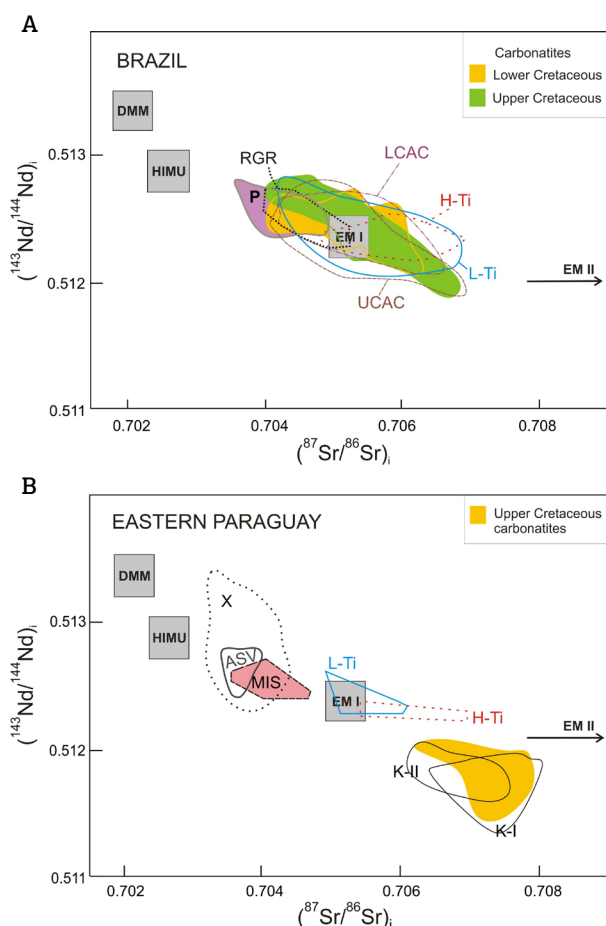 A
BRAZIL
Carbonatites
Lower Cretaceous
Upper Cretaceous
DMM
HIMU
RGR
LCAC
P
H-Ti
EM I
L-Ti
EM II
UCAC
0.513
0.512
0.511
(¹⁴³Nd/¹⁴⁴Nd)ᵢ
0.702
0.704
0.706
0.708
(⁸⁷Sr/⁸⁶Sr)ᵢ
B
EASTERN PARAGUAY
Upper Cretaceous
carbonatites
DMM
X
HIMU
ASV
L-Ti
MIS
EM I
H-Ti
EM II
K-II
K-I
0.513
0.512
0.511
(¹⁴³Nd/¹⁴⁴Nd)ᵢ
0.702
0.704
0.706
0.708
(⁸⁷Sr/⁸⁶Sr)ᵢ